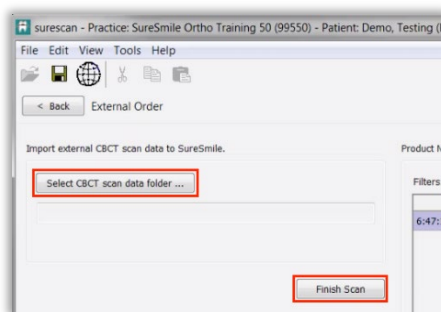 surescan - Practice: SureSmile Ortho Training 50 (99550) - Patient: Demo, Testing (
File Edit View Tools Help
< Back External Order
Import external CBCT scan data to SureSmile.
Product N
Select CBCT scan data folder ...
Filters
6:47:
Finish Scan